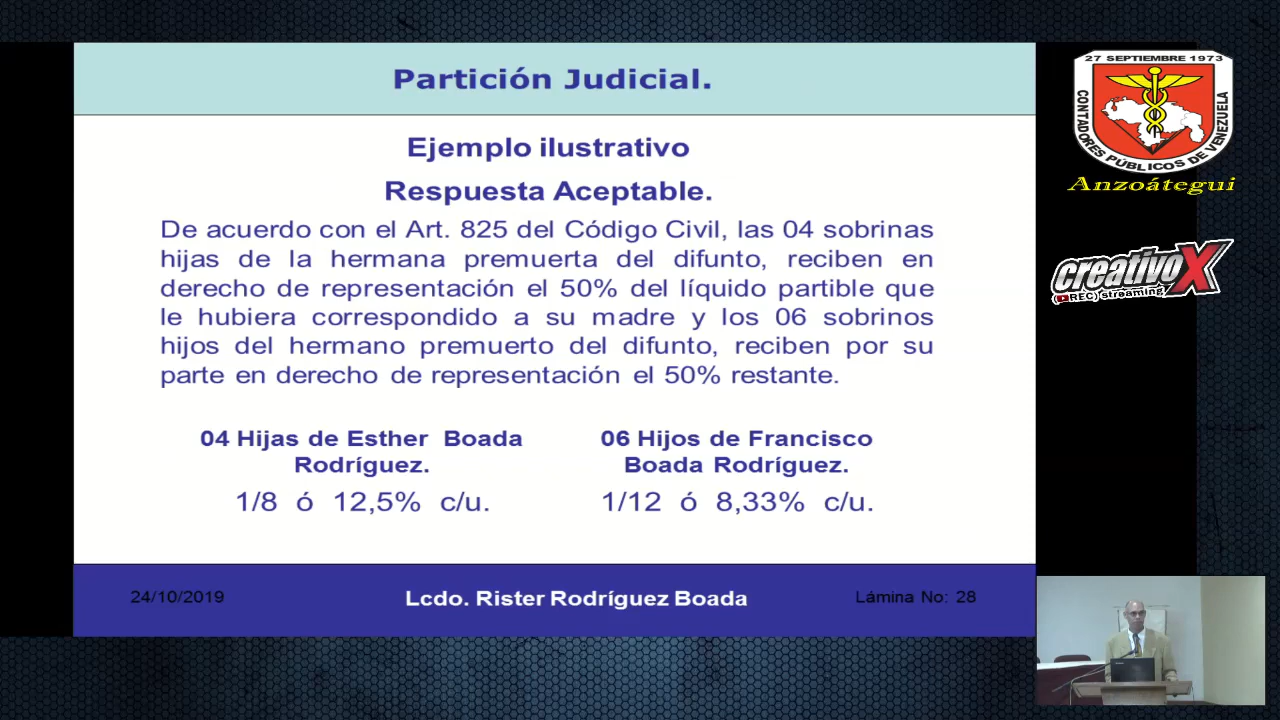 Partición Judicial.
Ejemplo ilustrativo
Respuesta Aceptable.
De acuerdo con el Art. 825 del Código Civil, las 04 sobrinas
hijas de la hermana premuerta del difunto, reciben en
derecho de representación el 50% del líquido partible que
le hubiera correspondido a su madre y los 06 sobrinos
hijos del hermano premuerto del difunto, reciben por su
parte en derecho de representación el 50% restante.
04 Hijas de Esther Boada
Rodríguez.
1/8 ó 12,5% c/u.
06 Hijos de Francisco
Boada Rodríguez.
1/12 ó 8,33% c/u.
24/10/2019
Lcdo. Rister Rodríguez Boada
Lámina No: 28
27 SEPTIEMBRE 1973
CONTADORES PÚBLICOS DE VENEZUELA
Anzoátegui
creativoX
(REC) streaming